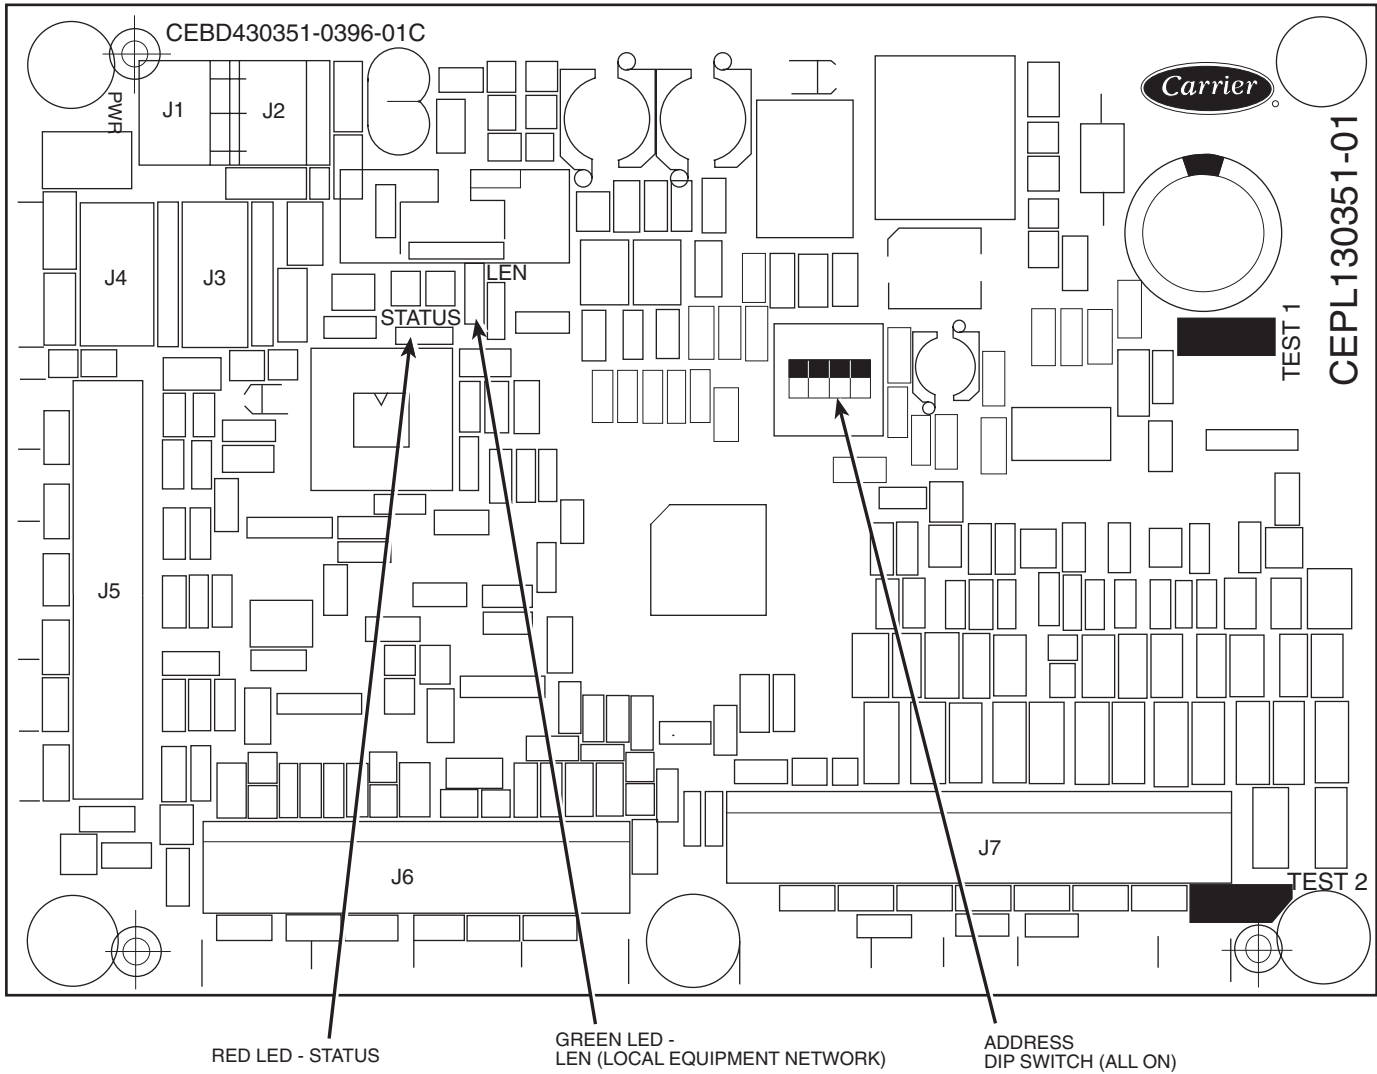 CEBD430351-0396-01C
Carrier
PWR
J1
J2
CEPL130351-01
J4
J3
LEN
STATUS
TEST 1
J5
J6
J7
TEST 2
RED LED - STATUS
GREEN LED -
LEN (LOCAL EQUIPMENT NETWORK)
ADDRESS
DIP SWITCH (ALL ON)